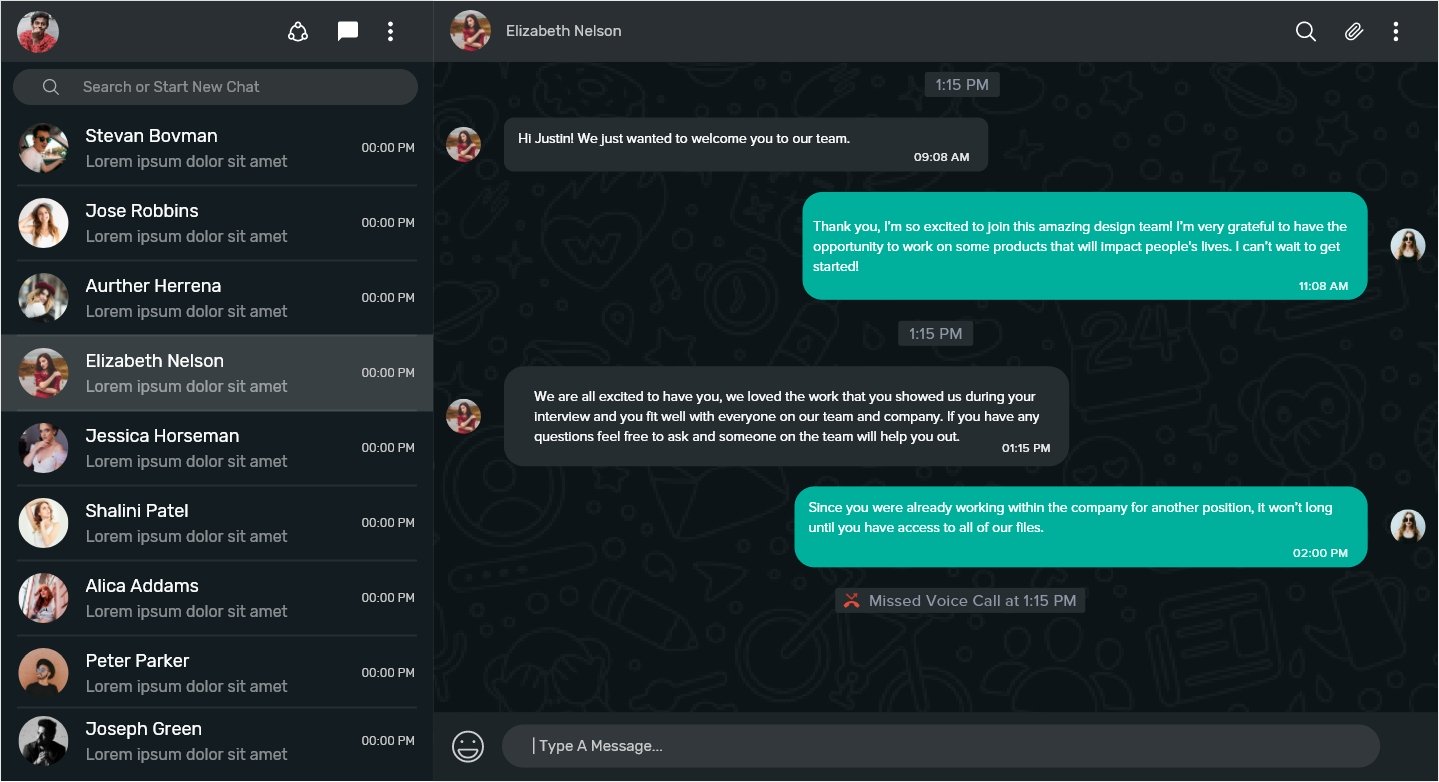 Elizabeth Nelson
Search or Start New Chat
Stevan Bovman
Lorem ipsum dolor sit amet
00:00 PM
Jose Robbins
Lorem ipsum dolor sit amet
00:00 PM
Aurther Herrena
Lorem ipsum dolor sit amet
00:00 PM
Elizabeth Nelson
Lorem ipsum dolor sit amet
00:00 PM
Jessica Horseman
Lorem ipsum dolor sit amet
00:00 PM
Shalini Patel
Lorem ipsum dolor sit amet
00:00 PM
Alica Addams
Lorem ipsum dolor sit amet
00:00 PM
Peter Parker
Lorem ipsum dolor sit amet
00:00 PM
Joseph Green
Lorem ipsum dolor sit amet
00:00 PM
1:15 PM
Hi Justin! We just wanted to welcome you to our team.
09:08 AM
Thank you, I’m so excited to join this amazing design team! I’m very grateful to have the
opportunity to work on some products that will impact people’s lives. I can’t wait to get
started!
11:08 AM
1:15 PM
We are all excited to have you, we loved the work that you showed us during your
interview and you fit well with everyone on our team and company. If you have any
questions feel free to ask and someone on the team will help you out.
01:15 PM
Since you were already working within the company for another position, it won’t long
until you have access to all of our files.
02:00 PM
Missed Voice Call at 1:15 PM
| Type A Message...
24